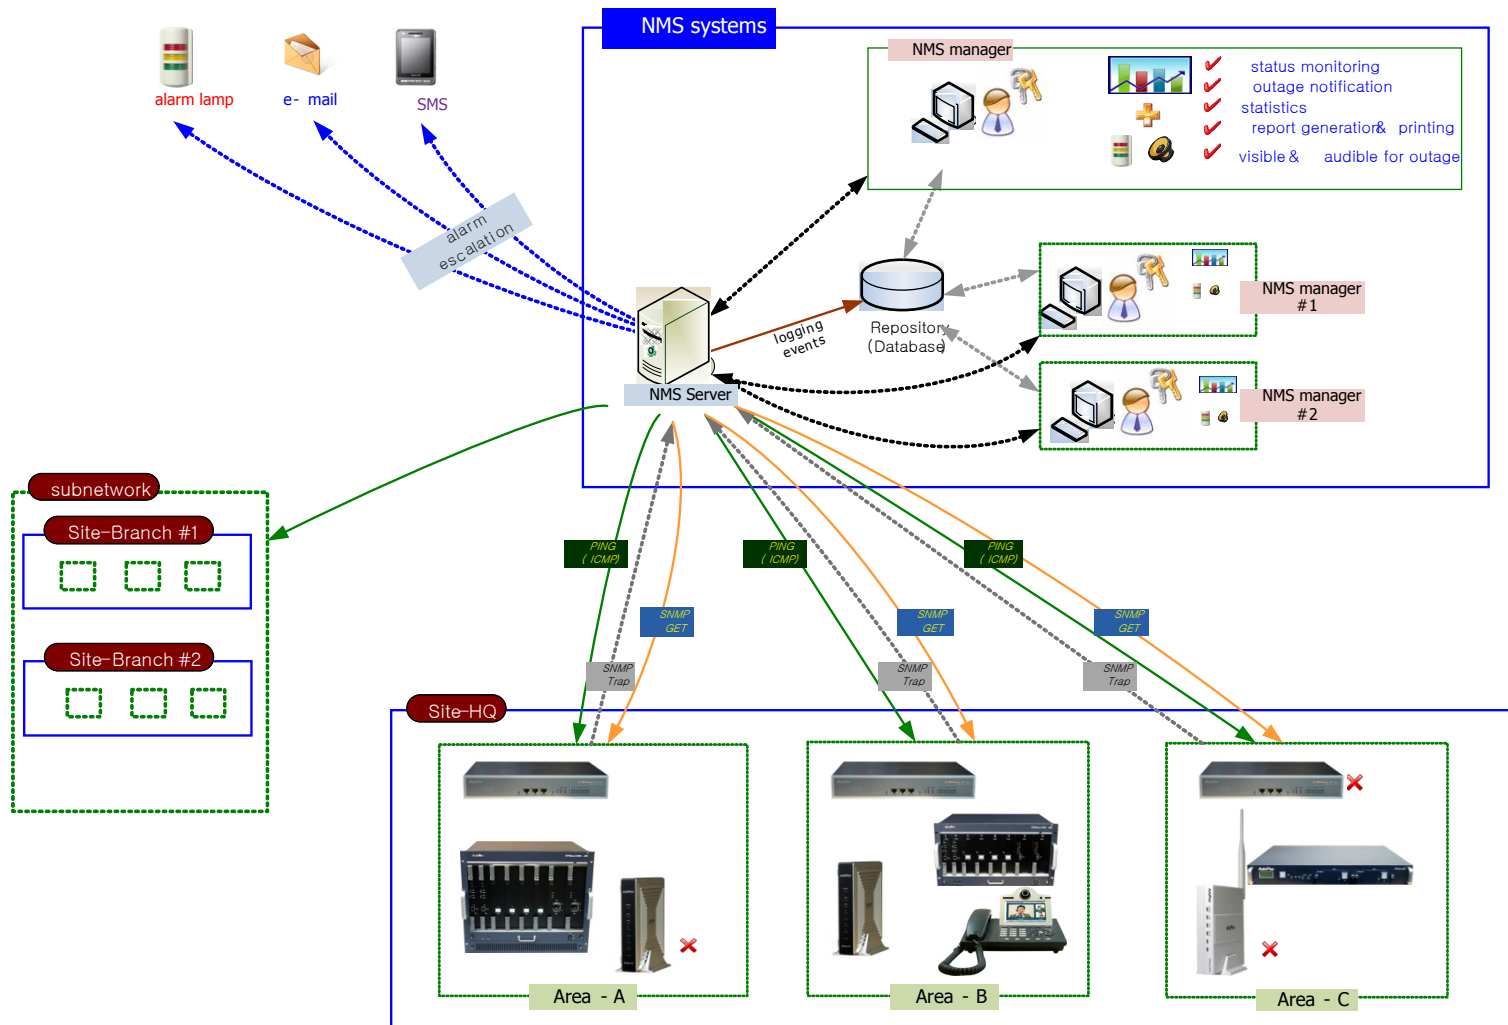 NMS systems
NMS manager
status monitoring
outage notification
statistics
report generation& printing
visible & audible for outage
alarm lamp
e- mail
SMS
alarm
escalation
NMS manager
#1
Repository
(Database)
logging
events
NMS Server
NMS manager
#2
subnetwork
Site-Branch #1
Site-Branch #2
PING
( ICMP)
PING
( ICMP)
PING
( ICMP)
SNMP
GET
SNMP
GET
SNMP
GET
SNMP
Trap
SNMP
Trap
SNMP
Trap
Site-HQ
Area - A
Area - B
Area - C